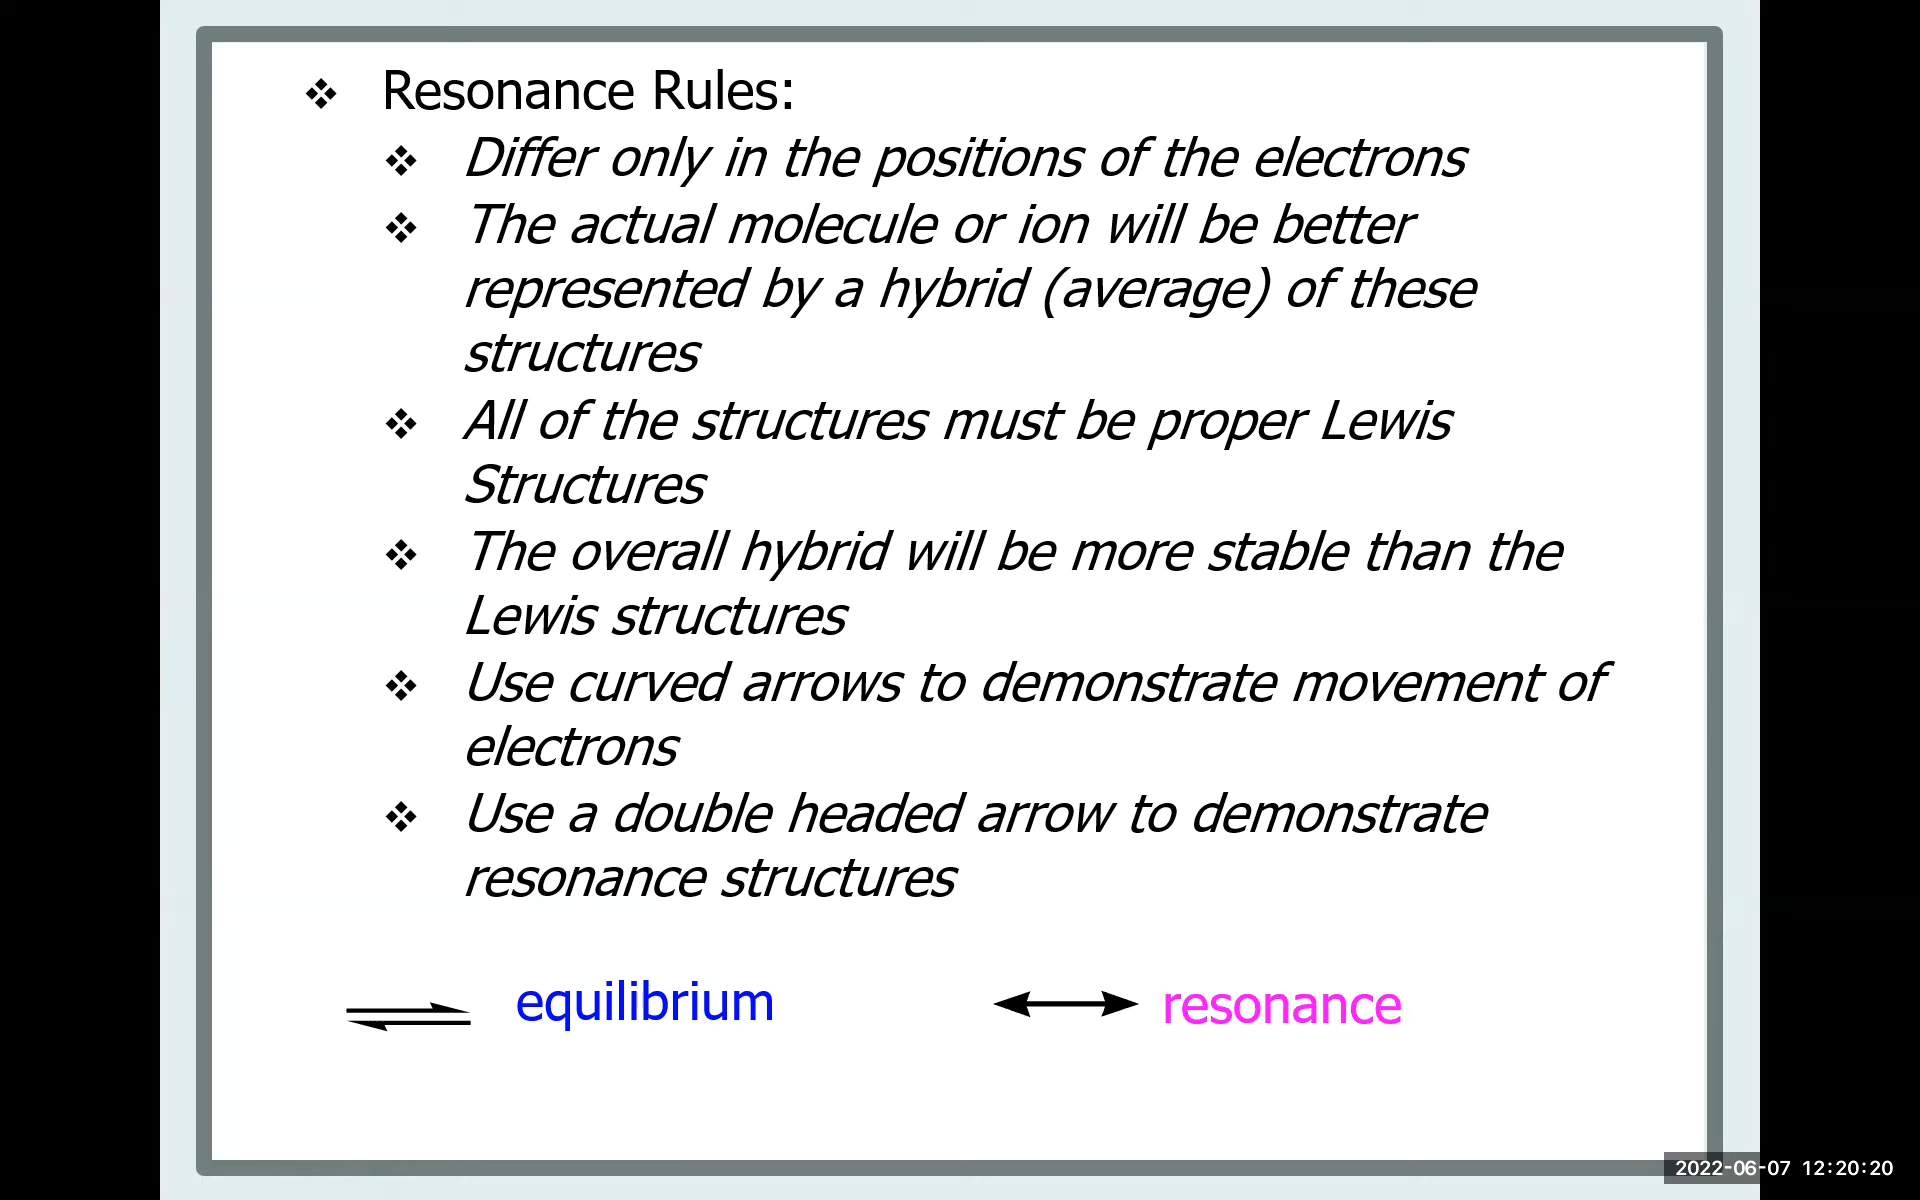 Resonance Rules:
Differ only in the positions of the electrons
The actual molecule or ion will be better
represented by a hybrid (average) of these
structures
All of the structures must be proper Lewis
Structures
The overall hybrid will be more stable than the
Lewis structures
Use curved arrows to demonstrate movement of
electrons
Use a double headed arrow to demonstrate
resonance structures
equilibrium
resonance
2022-06-07 12:20:20